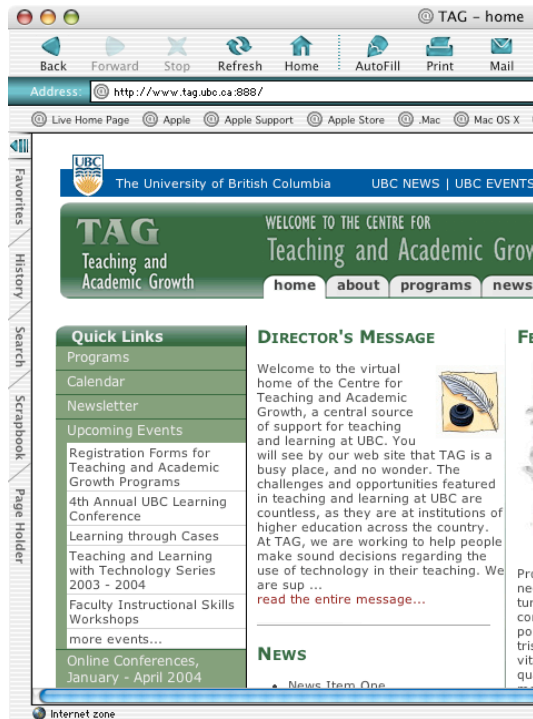 @ TAG – home
Back Forward Stop Refresh Home AutoFill Print Mail
Address: @ http://www.tag.ubc.ca:888/
@ Live Home Page @ Apple @ Apple Support @ Apple Store @ .Mac @ Mac OS X
Favorites
History
Search
Scrapbook
Page Holder
UBC
The University of British Columbia UBC NEWS | UBC EVENTS
TAG
Teaching and
Academic Growth
WELCOME TO THE CENTRE FOR
Teaching and Academic Grow
home about programs news
Quick Links
Programs
Calendar
Newsletter
Upcoming Events
Registration Forms for
Teaching and Academic
Growth Programs
4th Annual UBC Learning
Conference
Learning through Cases
Teaching and Learning
with Technology Series
2003 - 2004
Faculty Instructional Skills
Workshops
more events...
Online Conferences,
January - April 2004
DIRECTOR'S MESSAGE
Welcome to the virtual
home of the Centre for
Teaching and Academic
Growth, a central source
of support for teaching
and learning at UBC. You
will see by our web site that TAG is a
busy place, and no wonder. The
challenges and opportunities featured
in teaching and learning at UBC are
countless, as they are at institutions of
higher education across the country.
At TAG, we are working to help people
make sound decisions regarding the
use of technology in their teaching. We
are sup ...
read the entire message...
NEWS
• News Item One
FE
Pro
ne
tur
co
po
tris
vit
qu
Internet zone